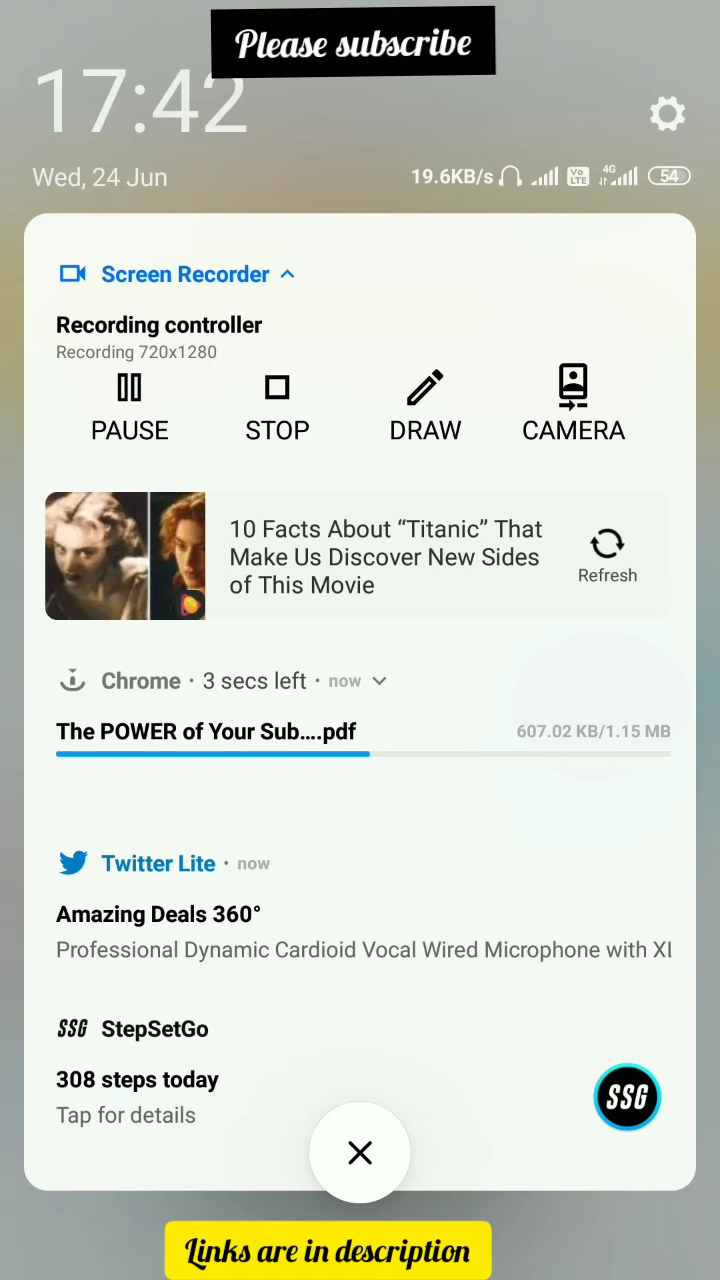 Please subscribe
17:42
Wed, 24 Jun
19.6KB/s Vo LTE 4G 54
Screen Recorder
Recording controller
Recording 720x1280
PAUSE STOP DRAW CAMERA
10 Facts About “Titanic” That
Make Us Discover New Sides
of This Movie
Refresh
Chrome · 3 secs left · now
The POWER of Your Sub….pdf 607.02 KB/1.15 MB
Twitter Lite · now
Amazing Deals 360°
Professional Dynamic Cardioid Vocal Wired Microphone with XL
SSG StepSetGo
308 steps today
Tap for details
SSG
Links are in description